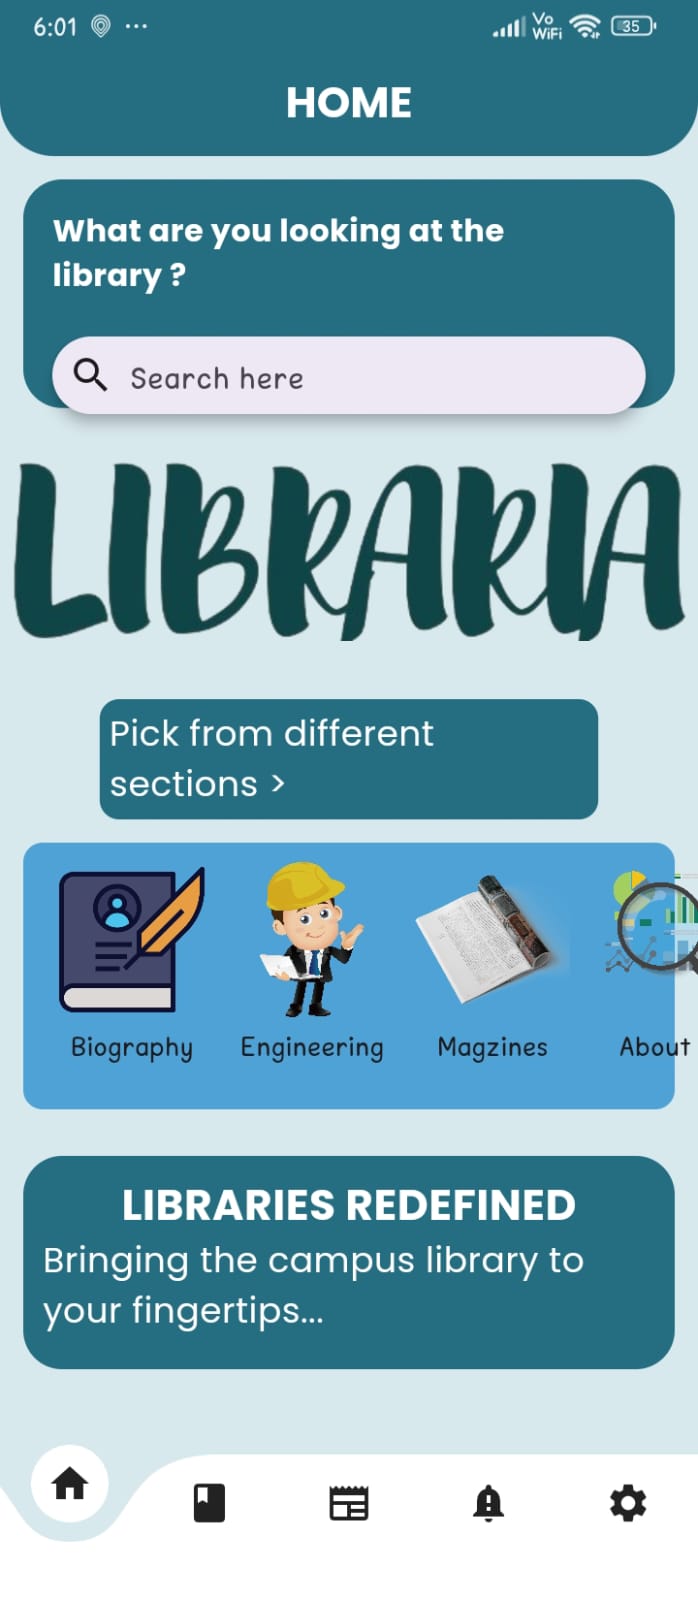 6:01 ... Vo WiFi 35
HOME
What are you looking at the
library ?
Search here
LIBRARIA
Pick from different
sections >
Biography Engineering Magzines About
LIBRARIES REDEFINED
Bringing the campus library to
your fingertips...